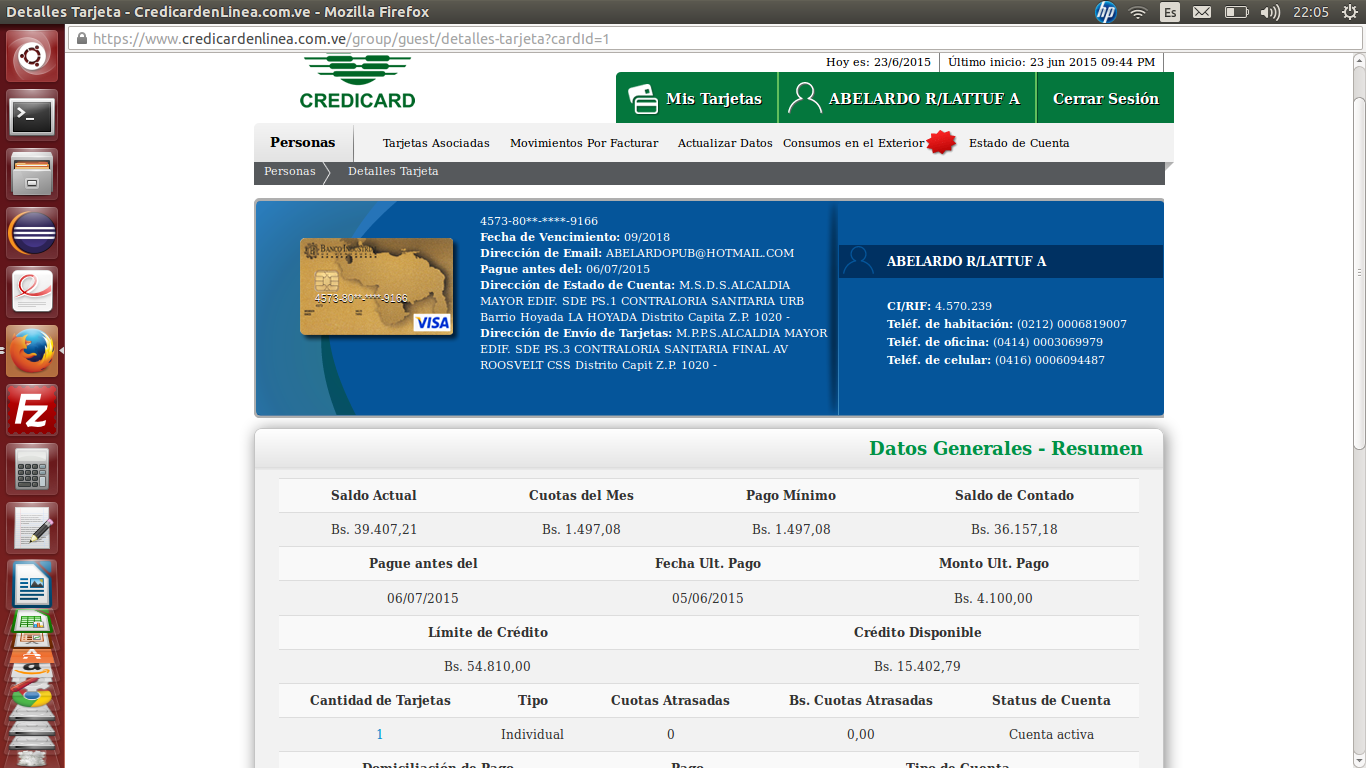 Detalles Tarjeta - CredicardenLinea.com.ve - Mozilla Firefox
Es
22:05
https://www.credicardenlinea.com.ve/group/guest/detalles-tarjeta?cardId=1
Hoy es: 23/6/2015 Último inicio: 23 jun 2015 09:44 PM
CREDICARD
Mis Tarjetas ABELARDO R/LATTUF A Cerrar Sesión
Personas Tarjetas Asociadas Movimientos Por Facturar Actualizar Datos Consumos en el Exterior Estado de Cuenta
Personas Detalles Tarjeta
4573-80**-****-9166
VISA
4573-80**-****-9166
Fecha de Vencimiento: 09/2018
Dirección de Email: ABELARDOPUB@HOTMAIL.COM
Pague antes del: 06/07/2015
Dirección de Estado de Cuenta: M.S.D.S.ALCALDIA
MAYOR EDIF. SDE PS.1 CONTRALORIA SANITARIA URB
Barrio Hoyada LA HOYADA Distrito Capita Z.P. 1020 -
Dirección de Envío de Tarjetas: M.P.P.S.ALCALDIA MAYOR
EDIF. SDE PS.3 CONTRALORIA SANITARIA FINAL AV
ROOSVELT CSS Distrito Capit Z.P. 1020 -
ABELARDO R/LATTUF A
CI/RIF: 4.570.239
Teléf. de habitación: (0212) 0006819007
Teléf. de oficina: (0414) 0003069979
Teléf. de celular: (0416) 0006094487
Datos Generales - Resumen
Saldo Actual Cuotas del Mes Pago Mínimo Saldo de Contado
Bs. 39.407,21 Bs. 1.497,08 Bs. 1.497,08 Bs. 36.157,18
Pague antes del Fecha Ult. Pago Monto Ult. Pago
06/07/2015 05/06/2015 Bs. 4.100,00
Límite de Crédito Crédito Disponible
Bs. 54.810,00 Bs. 15.402,79
Cantidad de Tarjetas Tipo Cuotas Atrasadas Bs. Cuotas Atrasadas Status de Cuenta
1 Individual 0 0,00 Cuenta activa
Domiciliación de Pago Pago Tipo de Cuenta